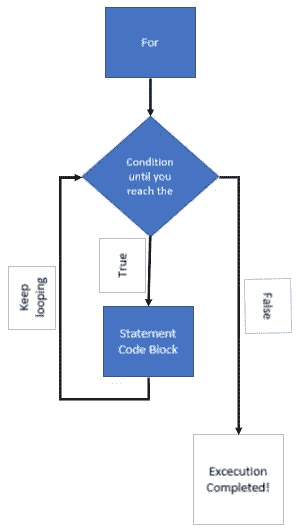 For
Condition
until you
reach the
True
Keep
looping
False
Statement
Code Block
Excecution
Completed!